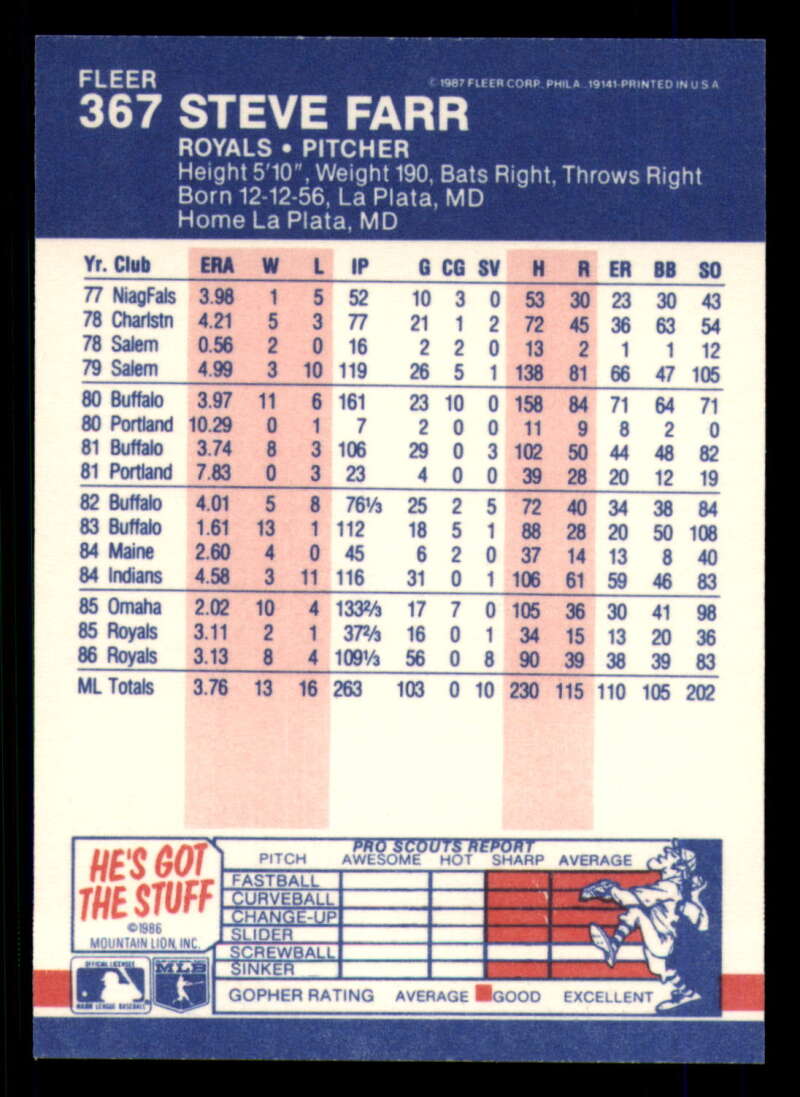 FLEER
© 1987 FLEER CORP. PHILA. 19141-PRINTED IN U S A
367 STEVE FARR
ROYALS • PITCHER
Height 5'10", Weight 190, Bats Right, Throws Right
Born 12-12-56, La Plata, MD
Home La Plata, MD
Yr. Club ERA W L IP G CG SV H R ER BB SO
77 NiagFals 3.98 1 5 52 10 3 0 53 30 23 30 43
78 Charlstn 4.21 5 3 77 21 1 2 72 45 36 63 54
78 Salem 0.56 2 0 16 2 2 0 13 2 1 1 12
79 Salem 4.99 3 10 119 26 5 1 138 81 66 47 105
80 Buffalo 3.97 11 6 161 23 10 0 158 84 71 64 71
80 Portland 10.29 0 1 7 2 0 0 11 9 8 2 0
81 Buffalo 3.74 8 3 106 29 0 3 102 50 44 48 82
81 Portland 7.83 0 3 23 4 0 0 39 28 20 12 19
82 Buffalo 4.01 5 8 76⅓ 25 2 5 72 40 34 38 84
83 Buffalo 1.61 13 1 112 18 5 1 88 28 20 50 108
84 Maine 2.60 4 0 45 6 2 0 37 14 13 8 40
84 Indians 4.58 3 11 116 31 0 1 106 61 59 46 83
85 Omaha 2.02 10 4 133⅔ 17 7 0 105 36 30 41 98
85 Royals 3.11 2 1 37⅔ 16 0 1 34 15 13 20 36
86 Royals 3.13 8 4 109⅓ 56 0 8 90 39 38 39 83
ML Totals 3.76 13 16 263 103 0 10 230 115 110 105 202
HE'S GOT
THE STUFF
©1986
MOUNTAIN LION, INC.
OFFICIAL LICENSEE
MAJOR LEAGUE BASEBALL
MLB
PRO SCOUTS REPORT
PITCH AWESOME HOT SHARP AVERAGE
FASTBALL
CURVEBALL
CHANGE-UP
SLIDER
SCREWBALL
SINKER
GOPHER RATING AVERAGE GOOD EXCELLENT